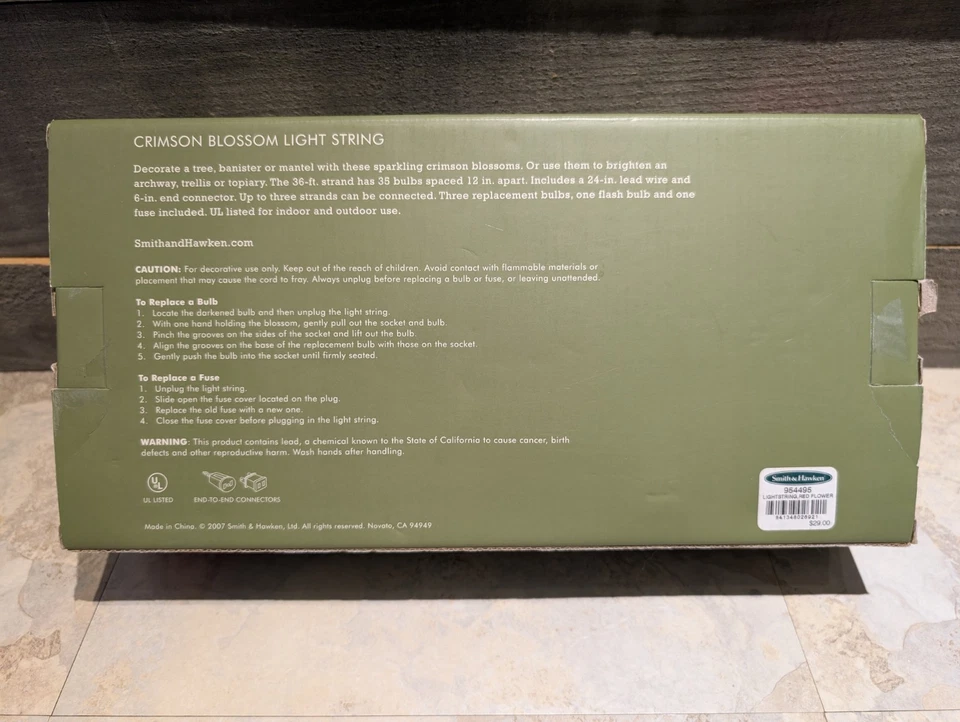 CRIMSON BLOSSOM LIGHT STRING
Decorate a tree, banister or mantel with these sparkling crimson blossoms. Or use them to brighten an
archway, trellis or topiary. The 36-ft. strand has 35 bulbs spaced 12 in. apart. Includes a 24-in. lead wire and
6-in. end connector. Up to three strands can be connected. Three replacement bulbs, one flash bulb and one
fuse included. UL listed for indoor and outdoor use.
SmithandHawken.com
CAUTION: For decorative use only. Keep out of the reach of children. Avoid contact with flammable materials or
placement that may cause the cord to fray. Always unplug before replacing a bulb or fuse, or leaving unattended.
To Replace a Bulb
1. Locate the darkened bulb and then unplug the light string.
2. With one hand holding the blossom, gently pull out the socket and bulb.
3. Pinch the grooves on the sides of the socket and lift out the bulb.
4. Align the grooves on the base of the replacement bulb with those on the socket.
5. Gently push the bulb into the socket until firmly seated.
To Replace a Fuse
1. Unplug the light string.
2. Slide open the fuse cover located on the plug.
3. Replace the old fuse with a new one.
4. Close the fuse cover before plugging in the light string.
WARNING: This product contains lead, a chemical known to the State of California to cause cancer, birth
defects and other reproductive harm. Wash hands after handling.
UL
UL LISTED
END-TO-END CONNECTORS
Made in China. © 2007 Smith & Hawken, Ltd. All rights reserved. Novato, CA 94949
Smith & Hawken
954495
LIGHTSTRING,RED FLOWER
$29.00